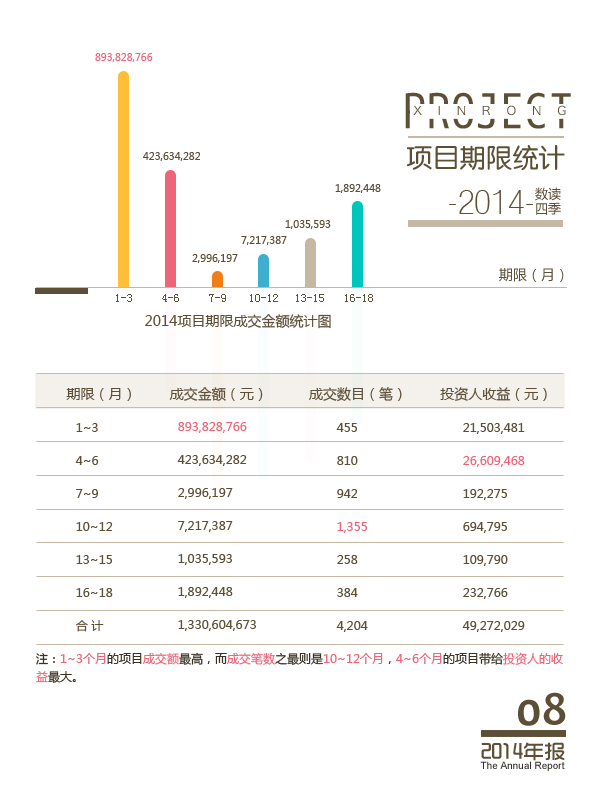 893,828,766
423,634,282
2,996,197
7,217,387
1,035,593
1,892,448
1-3
4-6
7-9
10-12
13-15
16-18
2014项目期限成交金额统计图
PROJECT
XINRONG
项目期限统计
-2014-数读四季
期限（月）
期限（月） 成交金额（元） 成交数目（笔） 投资人收益（元）
1~3 893,828,766 455 21,503,481
4~6 423,634,282 810 26,609,468
7~9 2,996,197 942 192,275
10~12 7,217,387 1,355 694,795
13~15 1,035,593 258 109,790
16~18 1,892,448 384 232,766
合计 1,330,604,673 4,204 49,272,029
注：1~3个月的项目成交额最高，而成交笔数之最则是10~12个月，4~6个月的项目带给投资人的收
益最大。
08
2014年报
The Annual Report